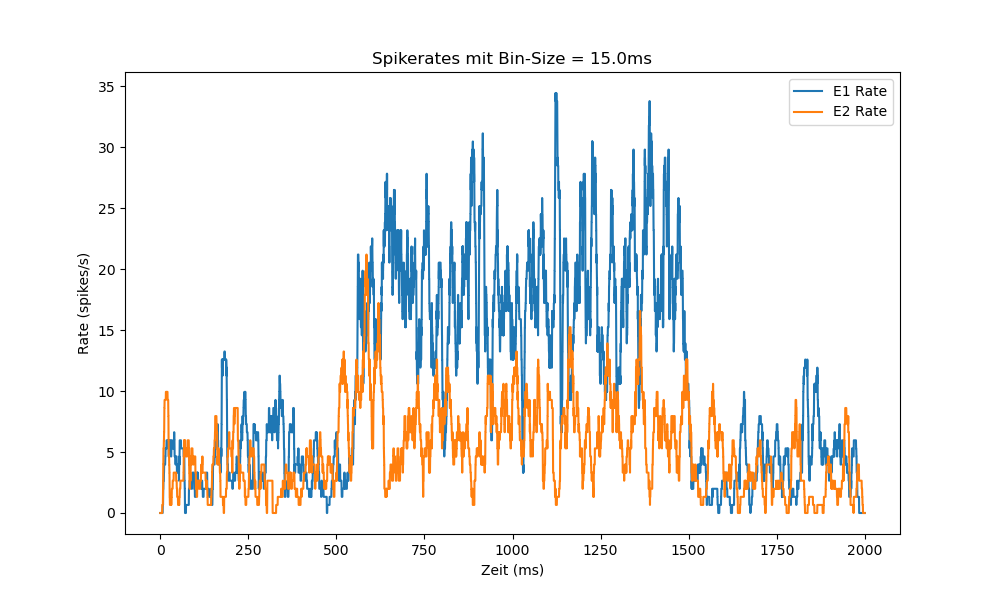 Spikerates mit Bin-Size = 15.0ms
E1 Rate
E2 Rate
35
30
25
20
15
10
5
0
Rate (spikes/s)
0 250 500 750 1000 1250 1500 1750 2000
Zeit (ms)